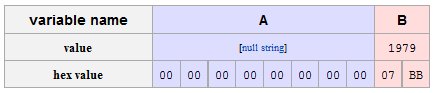 variable name A B
value [null string] 1979
hex value 00 00 00 00 00 00 00 00 07 BB